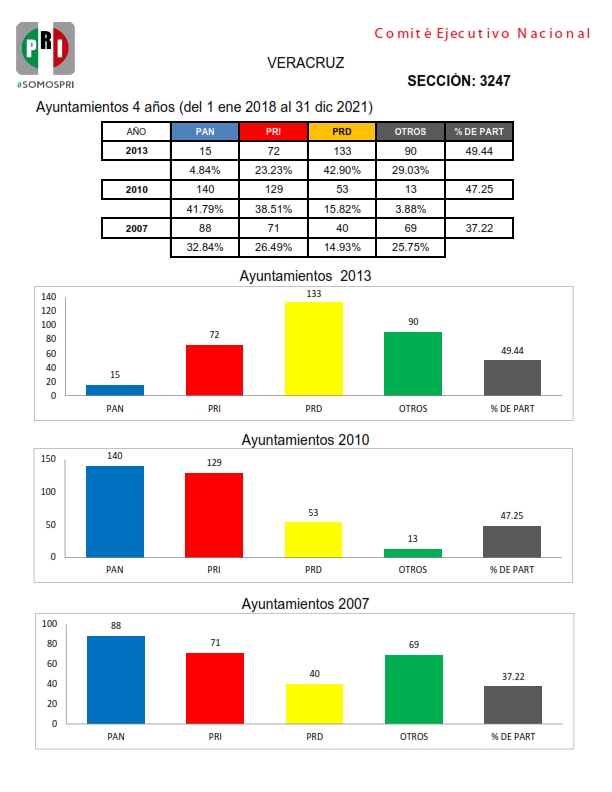 Comité Ejecutivo Nacional
PRI
#SOMOSPRI
VERACRUZ
SECCIÓN: 3247
Ayuntamientos 4 años (del 1 ene 2018 al 31 dic 2021)
AÑO PAN PRI PRD OTROS % DE PART
2013 15 72 133 90 49.44
4.84% 23.23% 42.90% 29.03%
2010 140 129 53 13 47.25
41.79% 38.51% 15.82% 3.88%
2007 88 71 40 69 37.22
32.84% 26.49% 14.93% 25.75%
Ayuntamientos 2013
140
120
100
80
60
40
20
0
15
72
133
90
49.44
PAN PRI PRD OTROS % DE PART
Ayuntamientos 2010
150
100
50
0
140
129
53
13
47.25
PAN PRI PRD OTROS % DE PART
Ayuntamientos 2007
100
80
60
40
20
0
88
71
40
69
37.22
PAN PRI PRD OTROS % DE PART